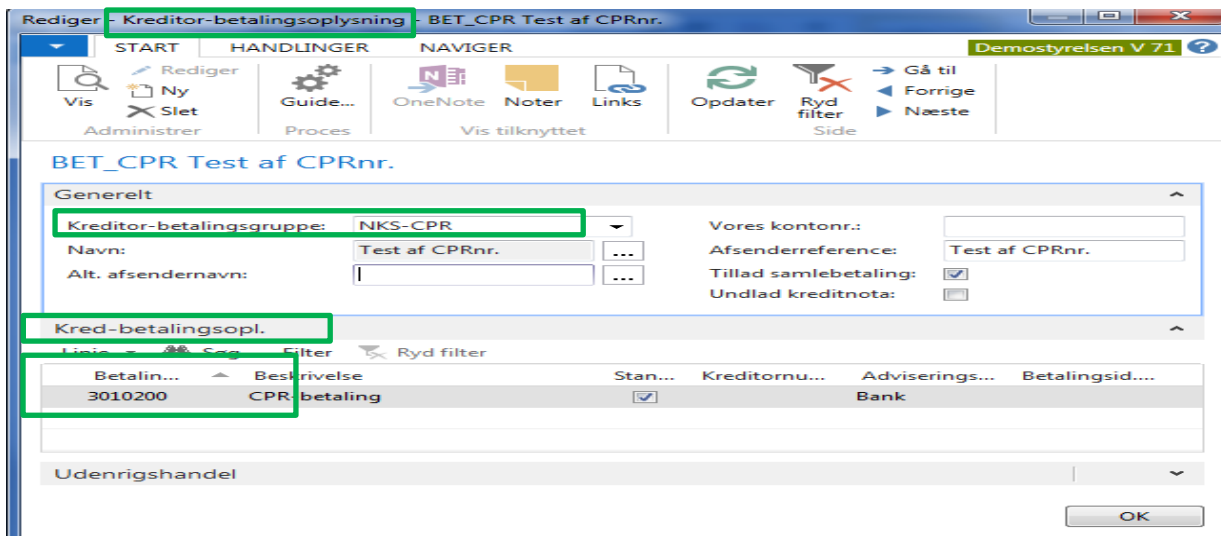 Rediger - Kreditor-betalingsoplysning - BET_CPR Test af CPRnr.
START HANDLINGER NAVIGER Demostyrelsen V 71 ?
Vis Rediger Ny Slet Guide... OneNote Noter Links Opdater Ryd filter Gå til Forrige Næste
Administrer Proces Vis tilknyttet Side
BET_CPR Test af CPRnr.
Generelt
Kreditor-betalingsgruppe: NKS-CPR Vores kontonr.:
Navn: Test af CPRnr. ... Afsenderreference: Test af CPRnr.
Alt. afsendernavn: ... Tillad samlebetaling:
Undlad kreditnota:
Kred-betalingsopl.
Linje Søg Filter Ryd filter
Betalin... Beskrivelse Stan... Kreditornu... Adviserings... Betalingsid....
3010200 CPR-betaling Bank
Udenrigshandel
OK